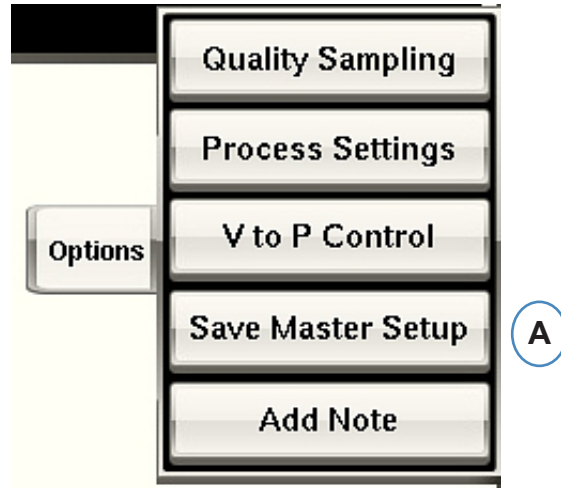 Quality Sampling
Process Settings
Options
V to P Control
Save Master Setup
A
Add Note